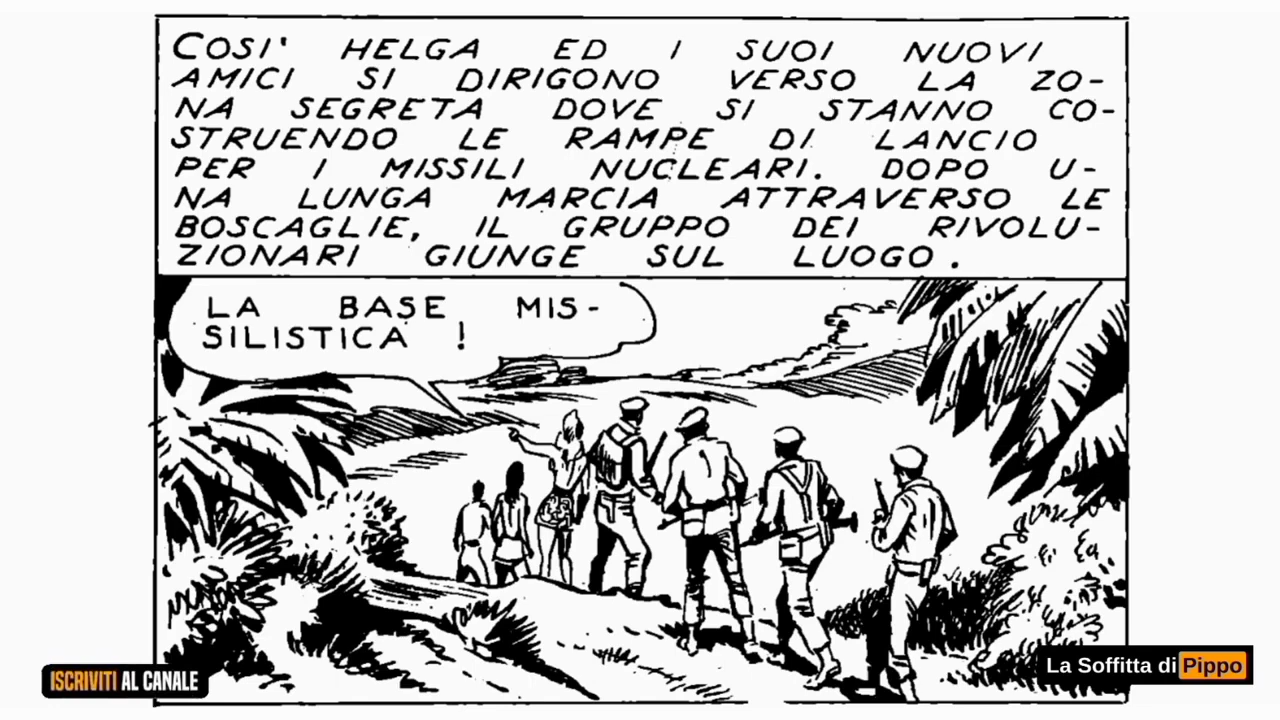 COSI' HELGA ED I SUOI NUOVI
AMICI SI DIRIGONO VERSO LA ZO-
NA SEGRETA DOVE SI STANNO CO-
STRUENDO LE RAMPE DI LANCIO
PER I MISSILI NUCLEARI. DOPO U-
NA LUNGA MARCIA ATTRAVERSO LE
BOSCAGLIE, IL GRUPPO DEI RIVOLU-
ZIONARI GIUNGE SUL LUOGO.
LA BASE MIS-
SILISTICA !
ISCRIVITI AL CANALE
La Soffitta di Pippo